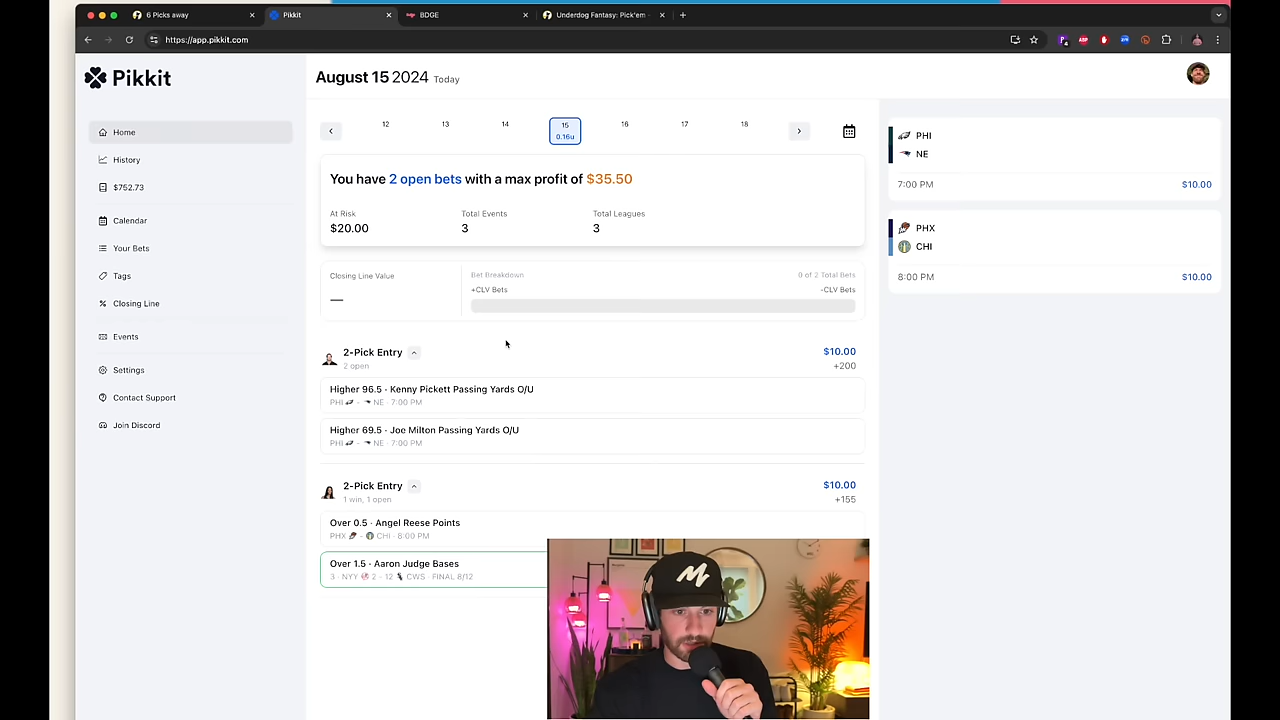 6 Picks away
Pikkit
BDGE
Underdog Fantasy: Pick'em -
https://app.pikkit.com
Pikkit
Home
History
$752.73
Calendar
Your Bets
Tags
Closing Line
Events
Settings
Contact Support
Join Discord
August 15 2024 Today
12 13 14 15 16 17 18
0.16u
You have 2 open bets with a max profit of $35.50
At Risk Total Events Total Leagues
$20.00 3 3
Closing Line Value
—
Bet Breakdown 0 of 2 Total Bets
+CLV Bets -CLV Bets
2-Pick Entry $10.00
2 open +200
Higher 96.5 · Kenny Pickett Passing Yards O/U
PHI - NE · 7:00 PM
Higher 69.5 · Joe Milton Passing Yards O/U
PHI - NE · 7:00 PM
2-Pick Entry $10.00
1 win, 1 open +155
Over 0.5 · Angel Reese Points
PHX - CHI · 8:00 PM
Over 1.5 · Aaron Judge Bases
3 · NYY 2 - 12 CWS · FINAL 8/12
PHI
NE
7:00 PM $10.00
PHX
CHI
8:00 PM $10.00